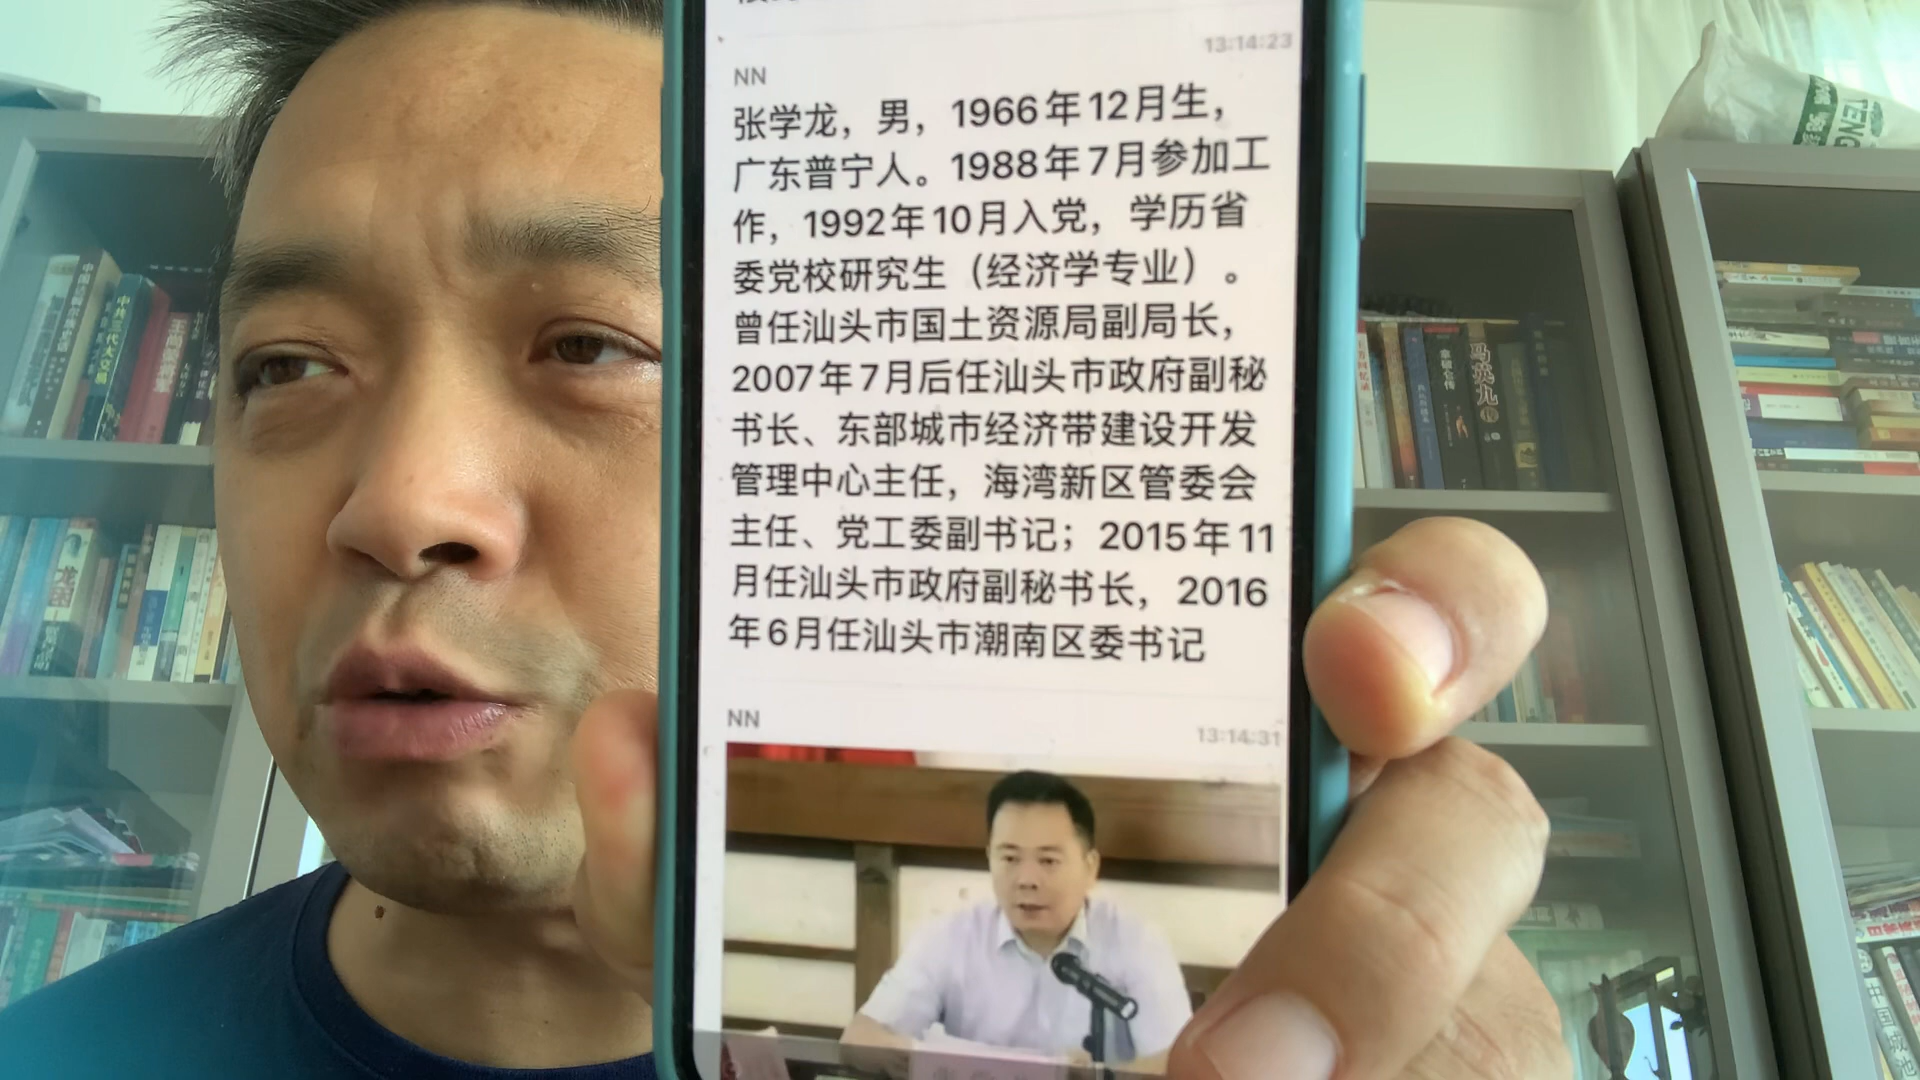 13:14:23
NN
张学龙，男，1966年12月生，
广东普宁人。1988年7月参加工
作，1992年10月入党，学历省
委党校研究生（经济学专业）。
曾任汕头市国土资源局副局长，
2007年7月后任汕头市政府副秘
书长、东部城市经济带建设开发
管理中心主任，海湾新区管委会
主任、党工委副书记；2015年11
月任汕头市政府副秘书长，2016
年6月任汕头市潮南区委书记
NN
13:14:31
马英九传
TENG